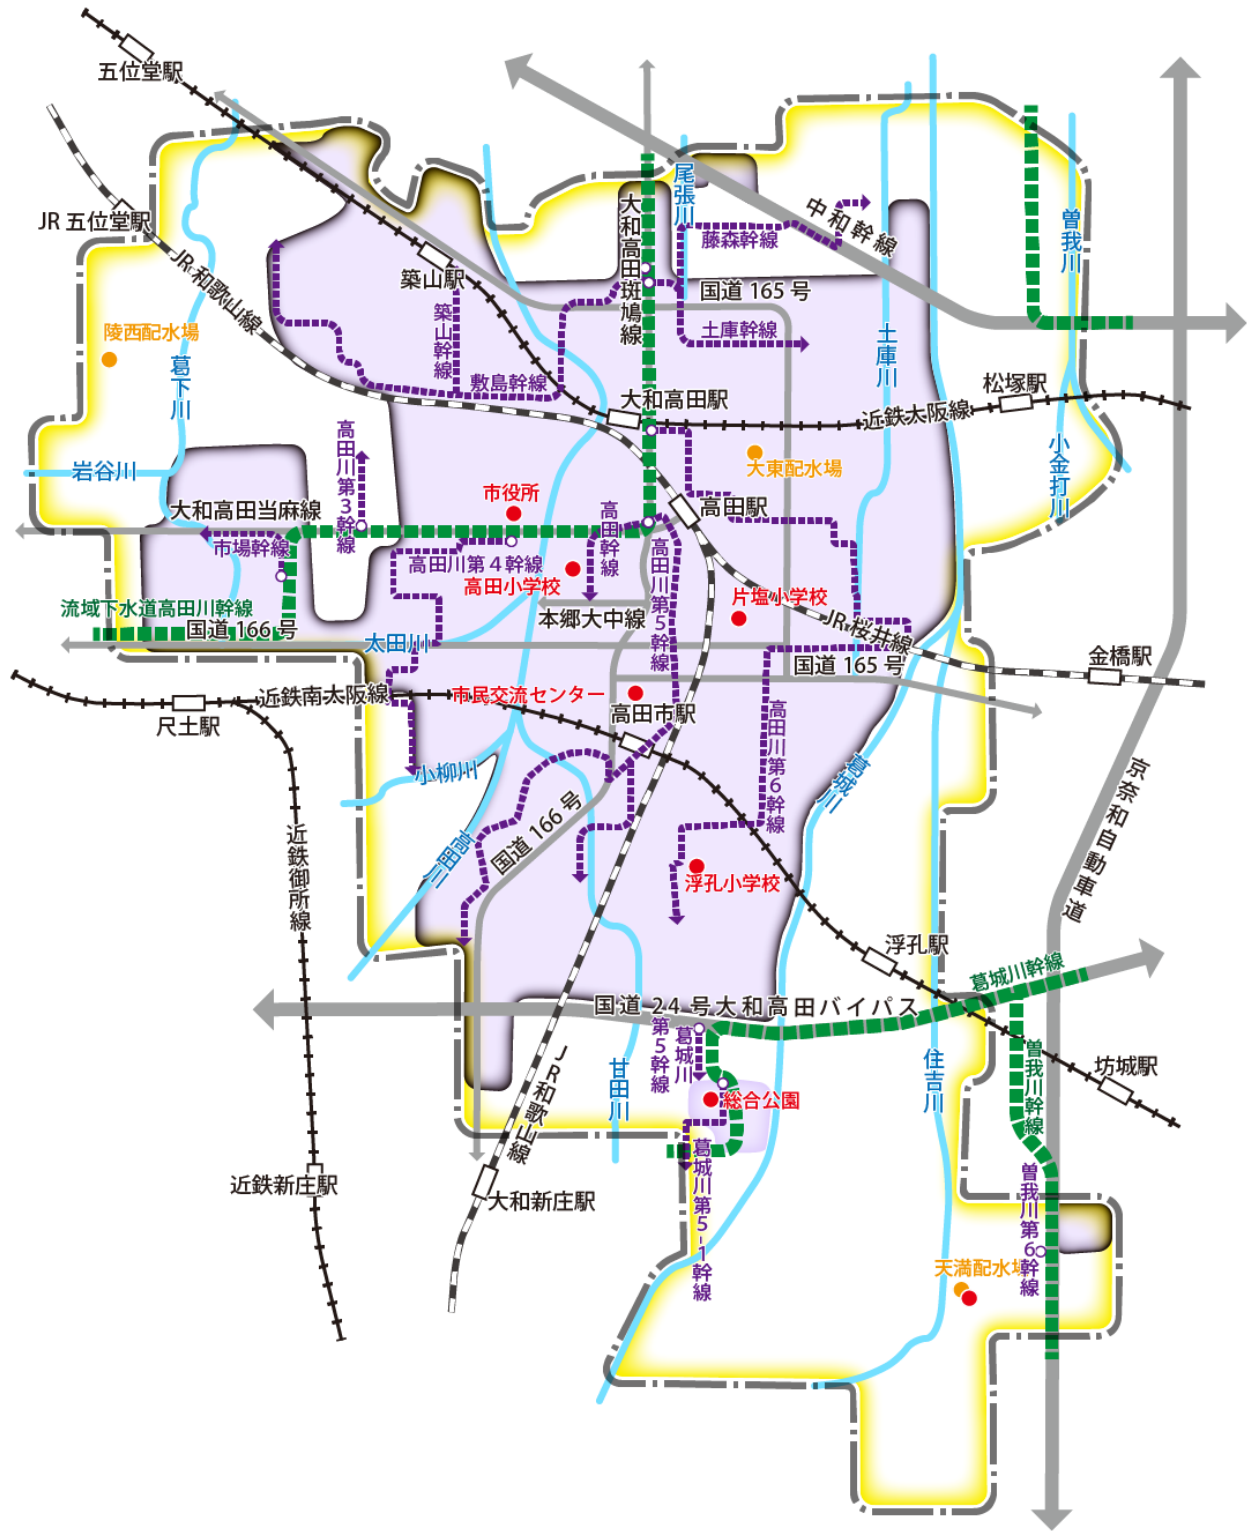 五位堂駅
JR 五位堂駅
JR 和歌山線
築山駅
大和高田斑鳩線
尾張川
藤森幹線
中和幹線
曽我川
国道 165 号
土庫幹線
土庫川
陵西配水場
葛下川
築山幹線
敷島幹線
大和高田駅
近鉄大阪線
松塚駅
小金打川
大東配水場
岩谷川
高田川第3幹線
大和高田当麻線
市場幹線
市役所
高田駅
高田幹線
高田川第4幹線
高田小学校
高田川第5幹線
流域下水道高田川幹線
国道 166 号
本郷大中線
片塩小学校
JR 桜井線
太田川
国道 165 号
金橋駅
近鉄南大阪線
尺土駅
市民交流センター
高田市駅
高田川第6幹線
小柳川
葛城川
京奈和自動車道
国道 166 号
高田川
近鉄御所線
浮孔小学校
浮孔駅
葛城川幹線
国道 24 号大和高田バイパス
葛城川
第5幹線
甘田川
JR和歌山線
住吉川
曽我川幹線
坊城駅
総合公園
葛城川第5-1幹線
近鉄新庄駅
大和新庄駅
曽我川第6幹線
天満配水場